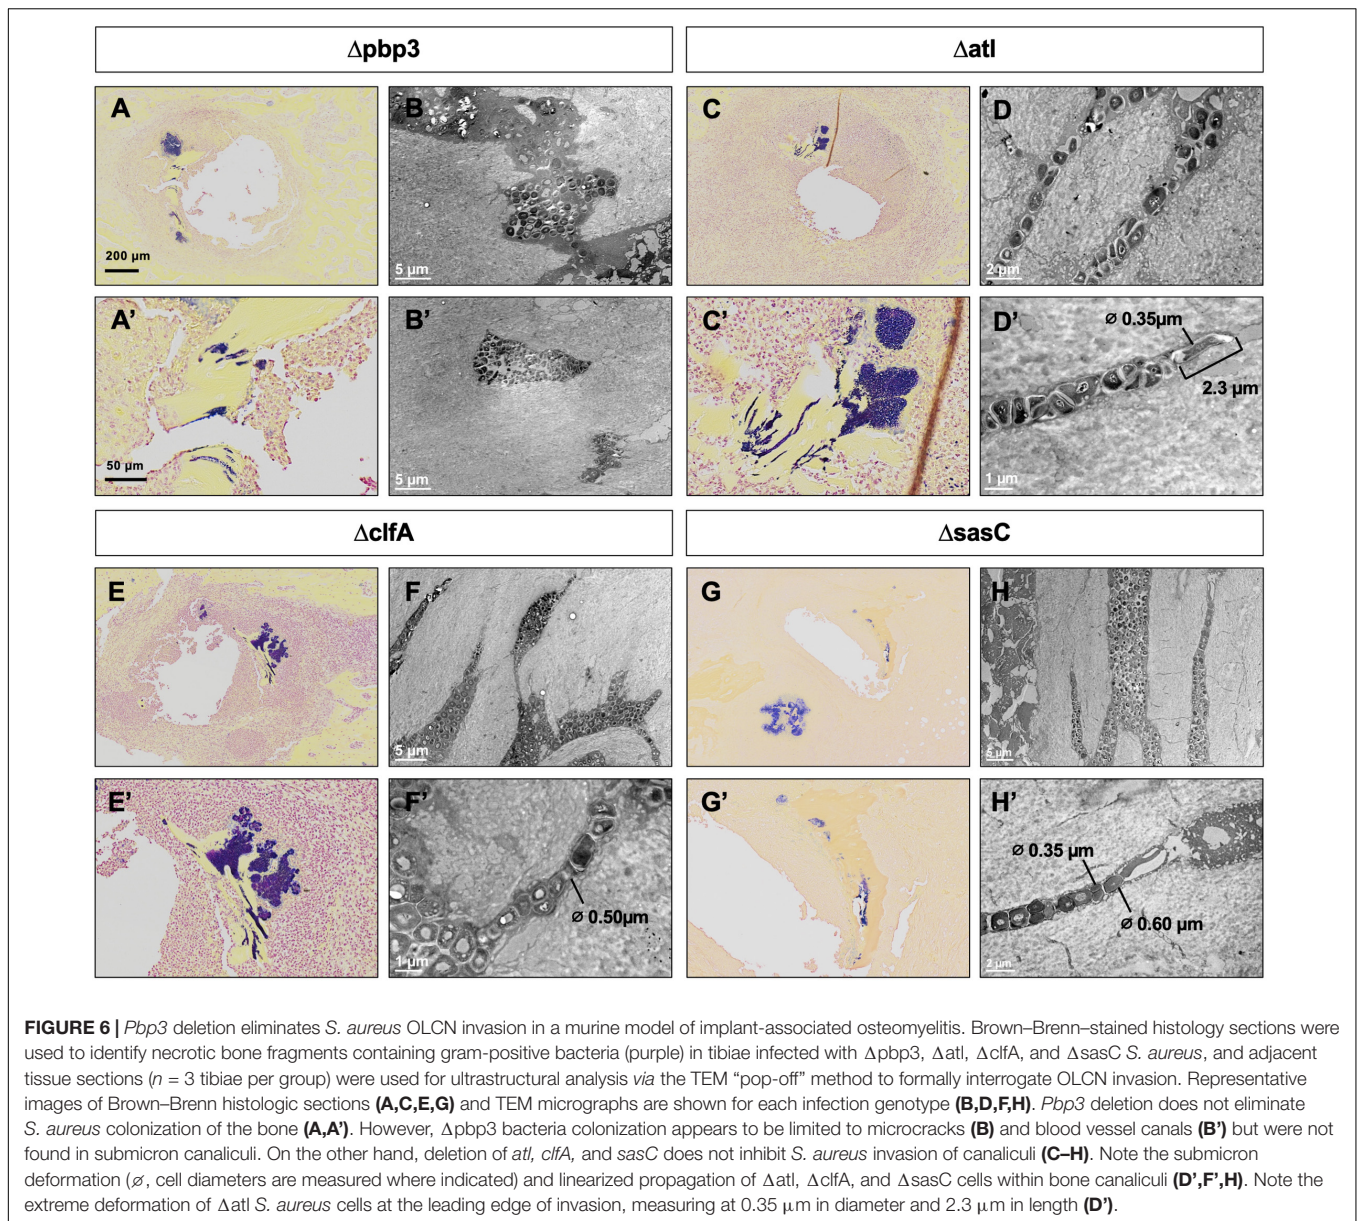 Δpbp3
Δatl
A
B
C
D
200 µm
5 µm
2 µm
A'
B'
C'
D'
ø 0.35µm
2.3 µm
50 µm
5 µm
1 µm
ΔclfA
ΔsasC
E
F
G
H
5 µm
5 µm
E'
F'
G'
H'
ø 0.50µm
ø 0.35 µm
ø 0.60 µm
1 µm
2 µm
FIGURE 6 | Pbp3 deletion eliminates S. aureus OLCN invasion in a murine model of implant-associated osteomyelitis. Brown–Brenn–stained histology sections were
used to identify necrotic bone fragments containing gram-positive bacteria (purple) in tibiae infected with Δpbp3, Δatl, ΔclfA, and ΔsasC S. aureus, and adjacent
tissue sections (n = 3 tibiae per group) were used for ultrastructural analysis via the TEM “pop-off” method to formally interrogate OLCN invasion. Representative
images of Brown–Brenn histologic sections (A,C,E,G) and TEM micrographs are shown for each infection genotype (B,D,F,H). Pbp3 deletion does not eliminate
S. aureus colonization of the bone (A,A’). However, Δpbp3 bacteria colonization appears to be limited to microcracks (B) and blood vessel canals (B’) but were not
found in submicron canaliculi. On the other hand, deletion of atl, clfA, and sasC does not inhibit S. aureus invasion of canaliculi (C–H). Note the submicron
deformation (ø, cell diameters are measured where indicated) and linearized propagation of Δatl, ΔclfA, and ΔsasC cells within bone canaliculi (D’,F’,H). Note the
extreme deformation of Δatl S. aureus cells at the leading edge of invasion, measuring at 0.35 µm in diameter and 2.3 µm in length (D’).